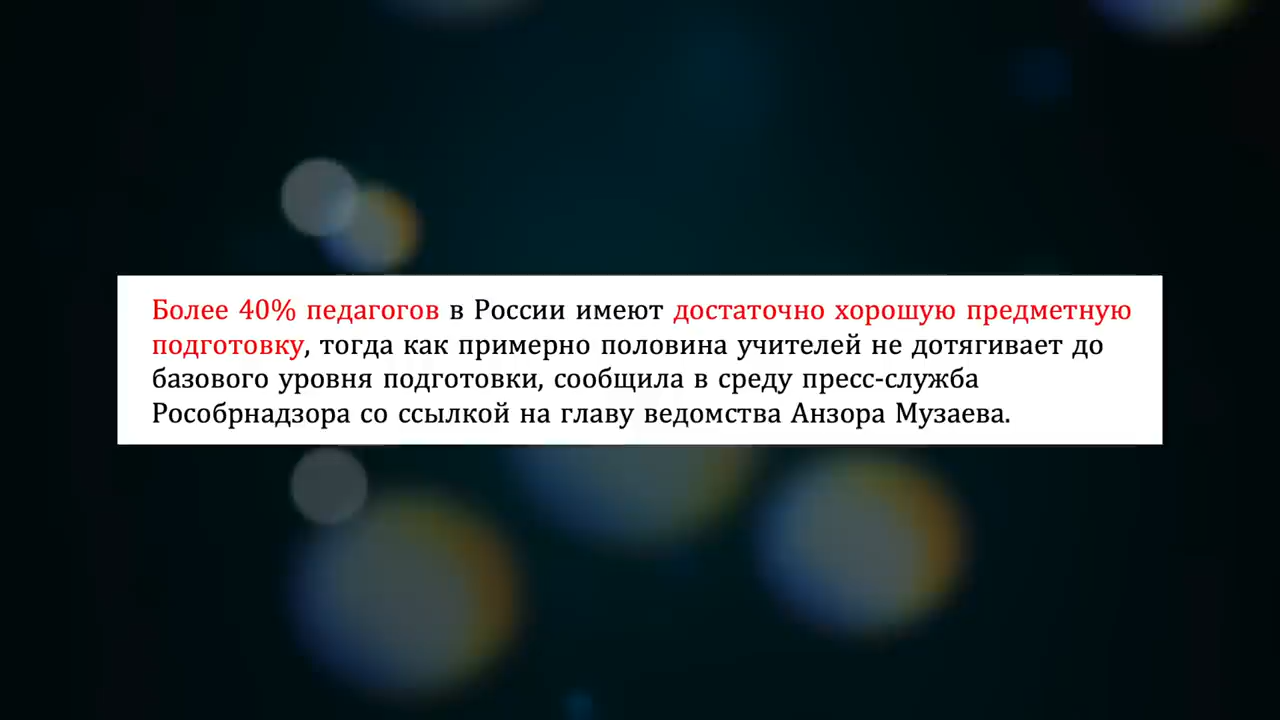 Более 40% педагогов в России имеют достаточно хорошую предметную
подготовку, тогда как примерно половина учителей не дотягивает до
базового уровня подготовки, сообщила в среду пресс-служба
Рособрнадзора со ссылкой на главу ведомства Анзора Музаева.